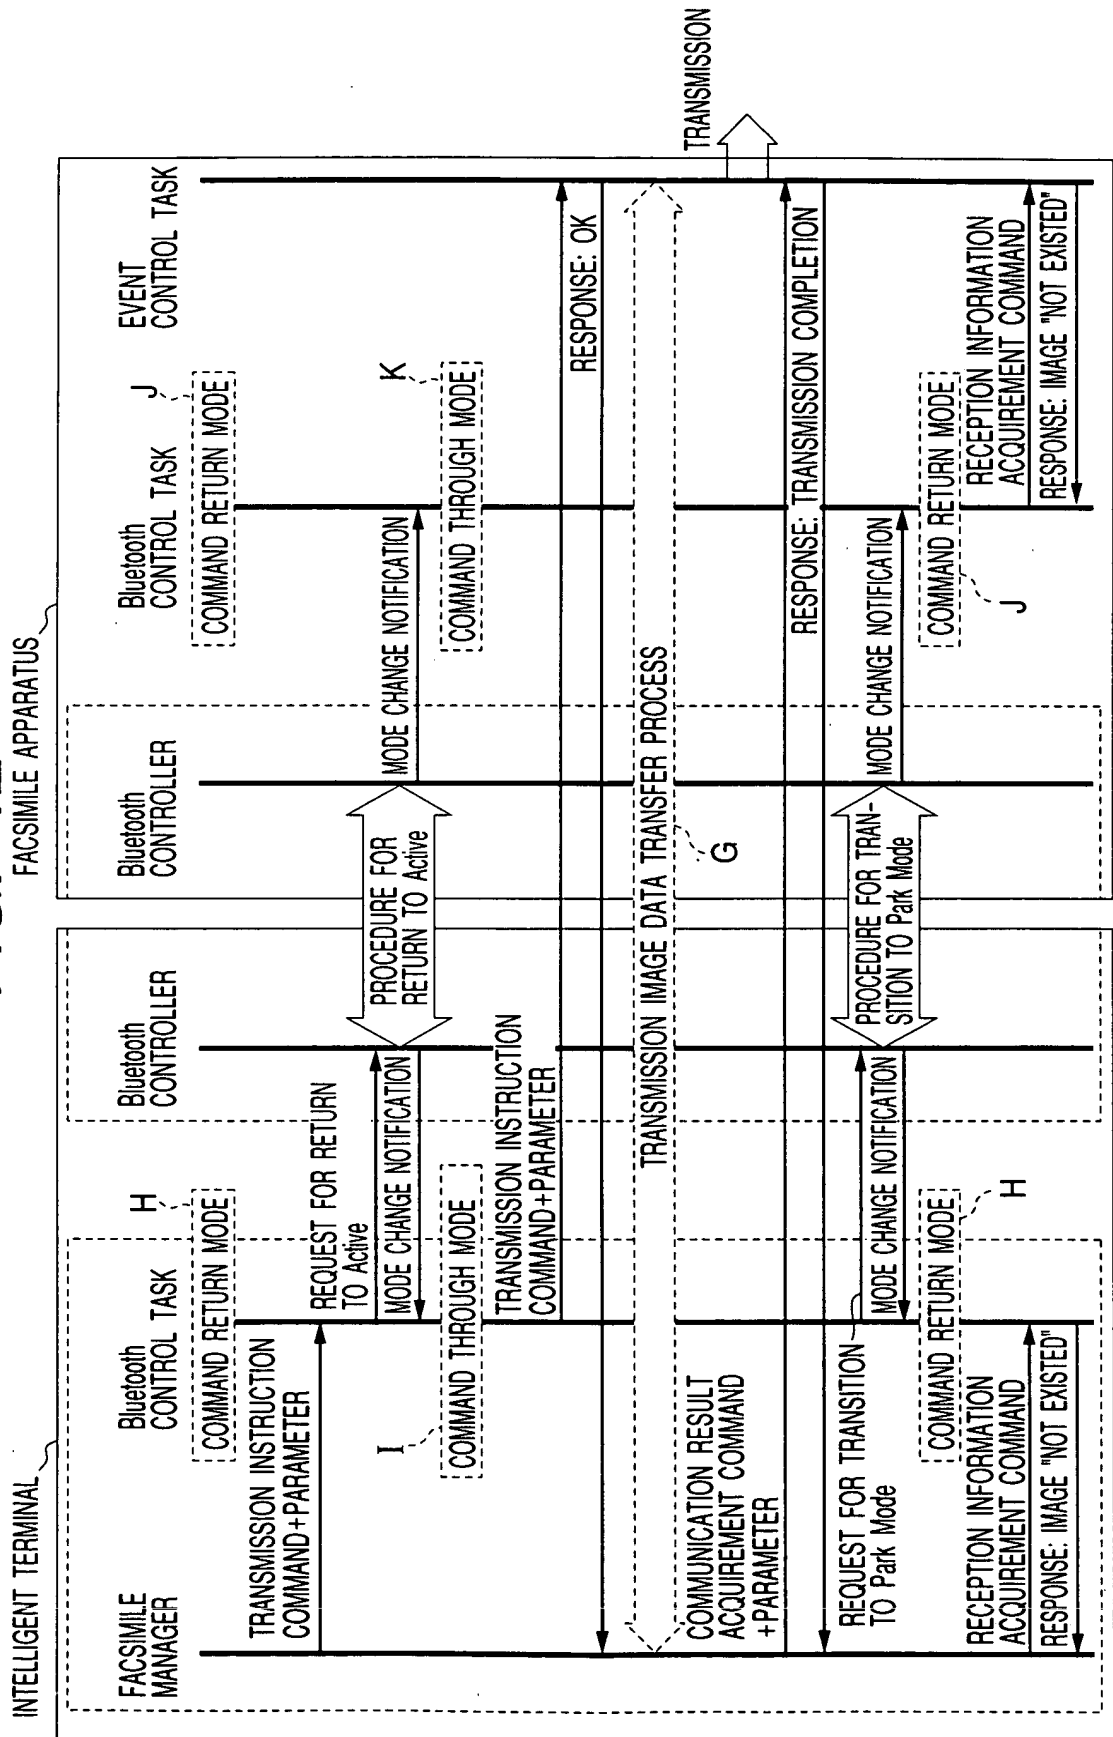 INTELLIGENT TERMINAL
FACSIMILE APPARATUS
FACSIMILE
MANAGER
Bluetooth
CONTROL TASK
Bluetooth
CONTROLLER
Bluetooth
CONTROLLER
Bluetooth
CONTROL TASK
EVENT
CONTROL TASK
H
COMMAND RETURN MODE
J
COMMAND RETURN MODE
TRANSMISSION INSTRUCTION
COMMAND+PARAMETER
REQUEST FOR RETURN
TO Active
MODE CHANGE NOTIFICATION
PROCEDURE FOR
RETURN TO Active
MODE CHANGE NOTIFICATION
I
COMMAND THROUGH MODE
K
COMMAND THROUGH MODE
TRANSMISSION INSTRUCTION
COMMAND+PARAMETER
RESPONSE: OK
TRANSMISSION IMAGE DATA TRANSFER PROCESS
G
TRANSMISSION
COMMUNICATION RESULT
ACQUIREMENT COMMAND
+PARAMETER
RESPONSE: TRANSMISSION COMPLETION
REQUEST FOR TRANSITION
TO Park Mode
MODE CHANGE NOTIFICATION
PROCEDURE FOR TRAN-
SITION TO Park Mode
MODE CHANGE NOTIFICATION
COMMAND RETURN MODE
H
COMMAND RETURN MODE
J
RECEPTION INFORMATION
ACQUIREMENT COMMAND
RESPONSE: IMAGE "NOT EXISTED"
RECEPTION INFORMATION
ACQUIREMENT COMMAND
RESPONSE: IMAGE "NOT EXISTED"